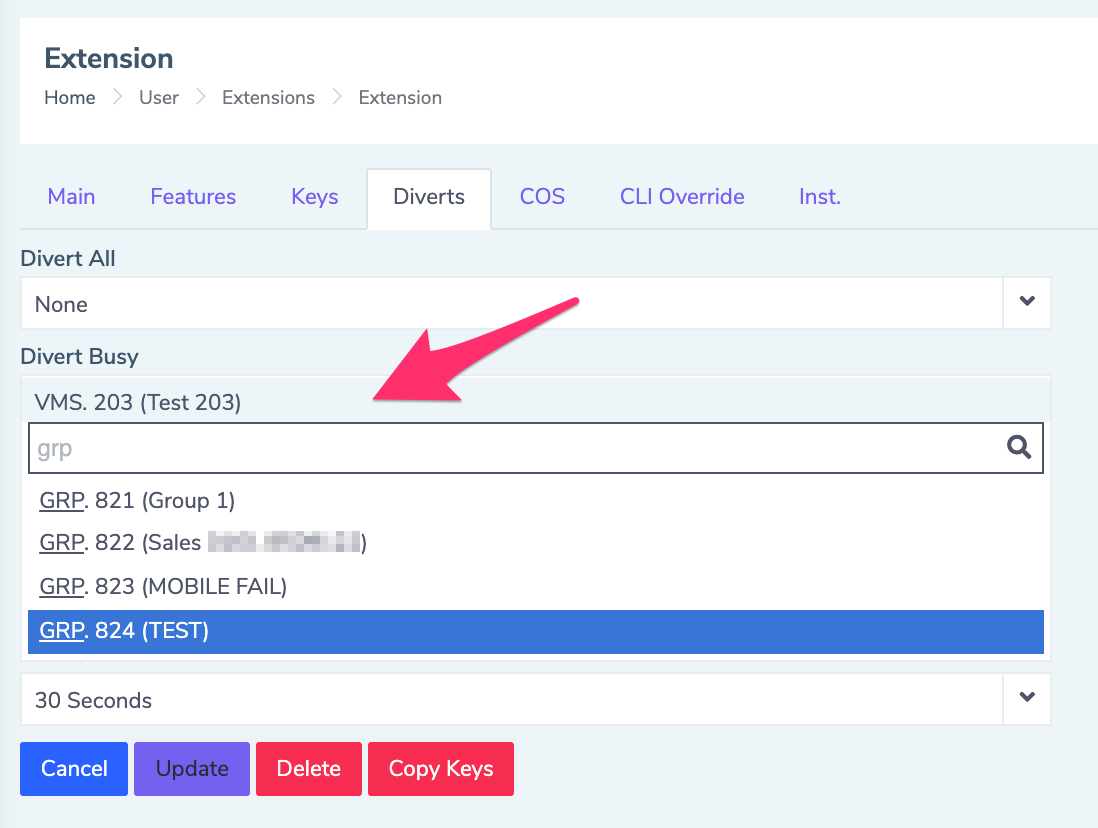 Extension
Home User Extensions Extension
Main Features Keys Diverts COS CLI Override Inst.
Divert All
None
Divert Busy
VMS. 203 (Test 203)
grp
GRP. 821 (Group 1)
GRP. 822 (Sales )
GRP. 823 (MOBILE FAIL)
GRP. 824 (TEST)
30 Seconds
Cancel Update Delete Copy Keys